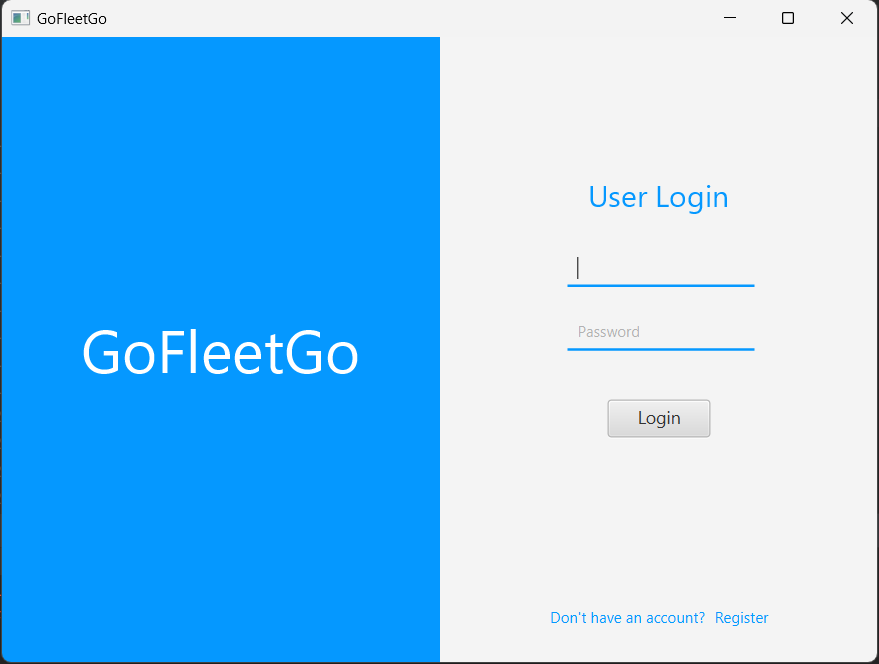 GoFleetGo
GoFleetGo
User Login
Password
Login
Don't have an account? Register